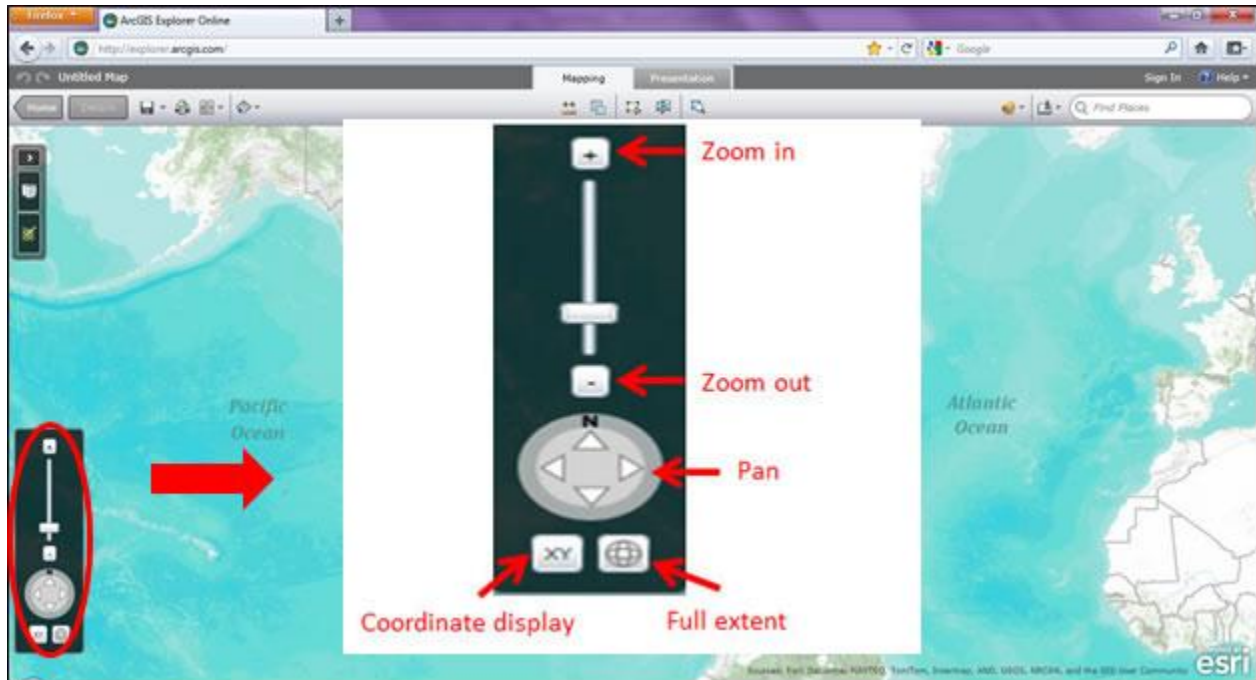 Firefox
ArcGIS Explorer Online
http://explorer.arcgis.com/
Google
Untitled Map
Mapping
Presentation
Sign In
Help
Home
Details
Find Places
+
Zoom in
-
Zoom out
N
Pan
XY
Coordinate display
Full extent
Pacific
Ocean
Atlantic
Ocean
esri